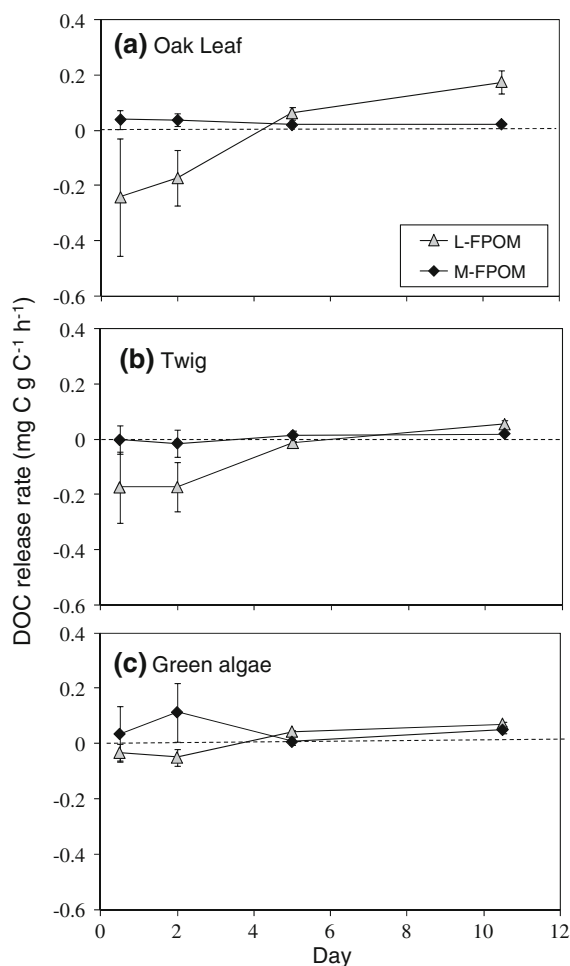 (a) Oak Leaf
0.4
0.2
0
-0.2
-0.4
-0.6
L-FPOM
M-FPOM
(b) Twig
0.4
0.2
0
-0.2
-0.4
-0.6
DOC release rate (mg C g C⁻¹ h⁻¹)
(c) Green algae
0.4
0.2
0
-0.2
-0.4
-0.6
0 2 4 6 8 10 12
Day